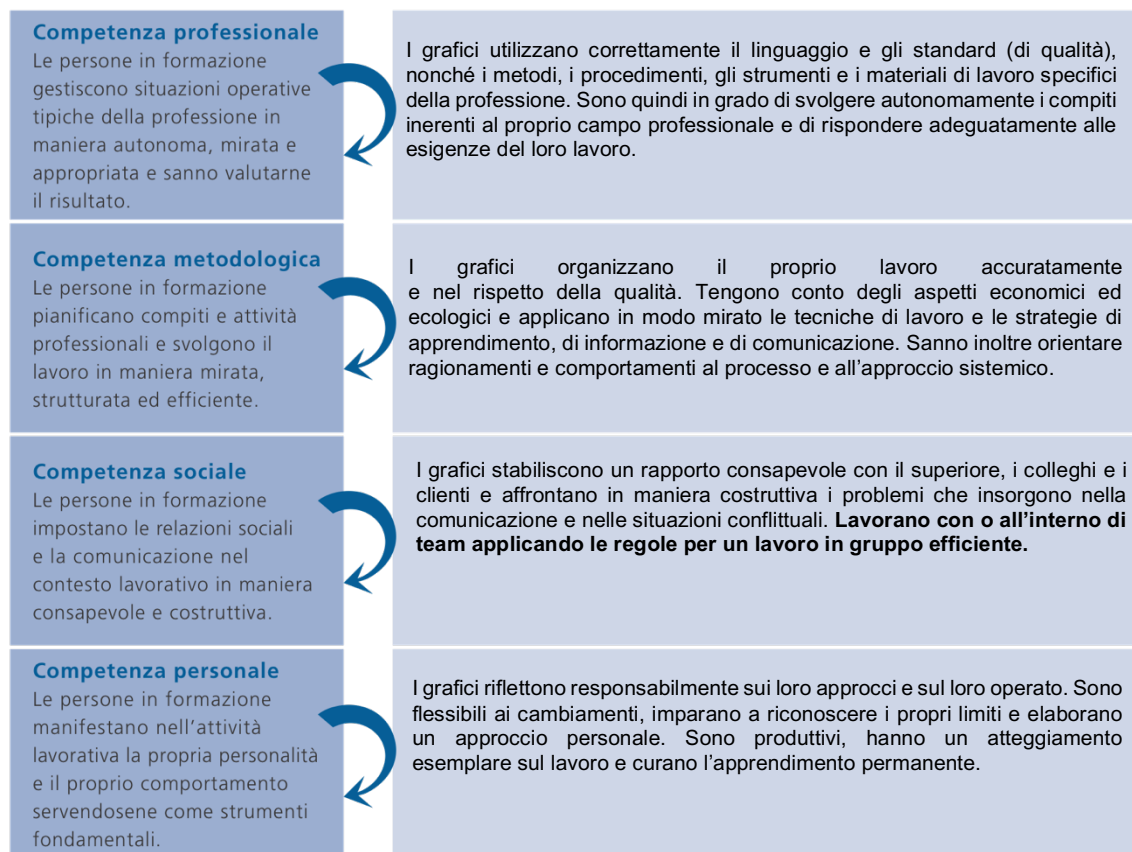 Competenza professionale
Le persone in formazione
gestiscono situazioni operative
tipiche della professione in
maniera autonoma, mirata e
appropriata e sanno valutarne
il risultato.
I grafici utilizzano correttamente il linguaggio e gli standard (di qualità),
nonché i metodi, i procedimenti, gli strumenti e i materiali di lavoro specifici
della professione. Sono quindi in grado di svolgere autonomamente i compiti
inerenti al proprio campo professionale e di rispondere adeguatamente alle
esigenze del loro lavoro.
Competenza metodologica
Le persone in formazione
pianificano compiti e attività
professionali e svolgono il
lavoro in maniera mirata,
strutturata ed efficiente.
I grafici organizzano il proprio lavoro accuratamente
e nel rispetto della qualità. Tengono conto degli aspetti economici ed
ecologici e applicano in modo mirato le tecniche di lavoro e le strategie di
apprendimento, di informazione e di comunicazione. Sanno inoltre orientare
ragionamenti e comportamenti al processo e all’approccio sistemico.
Competenza sociale
Le persone in formazione
impostano le relazioni sociali
e la comunicazione nel
contesto lavorativo in maniera
consapevole e costruttiva.
I grafici stabiliscono un rapporto consapevole con il superiore, i colleghi e i
clienti e affrontano in maniera costruttiva i problemi che insorgono nella
comunicazione e nelle situazioni conflittuali. Lavorano con o all’interno di
team applicando le regole per un lavoro in gruppo efficiente.
Competenza personale
Le persone in formazione
manifestano nell’attività
lavorativa la propria personalità
e il proprio comportamento
servendosene come strumenti
fondamentali.
I grafici riflettono responsabilmente sui loro approcci e sul loro operato. Sono
flessibili ai cambiamenti, imparano a riconoscere i propri limiti e elaborano
un approccio personale. Sono produttivi, hanno un atteggiamento
esemplare sul lavoro e curano l’apprendimento permanente.